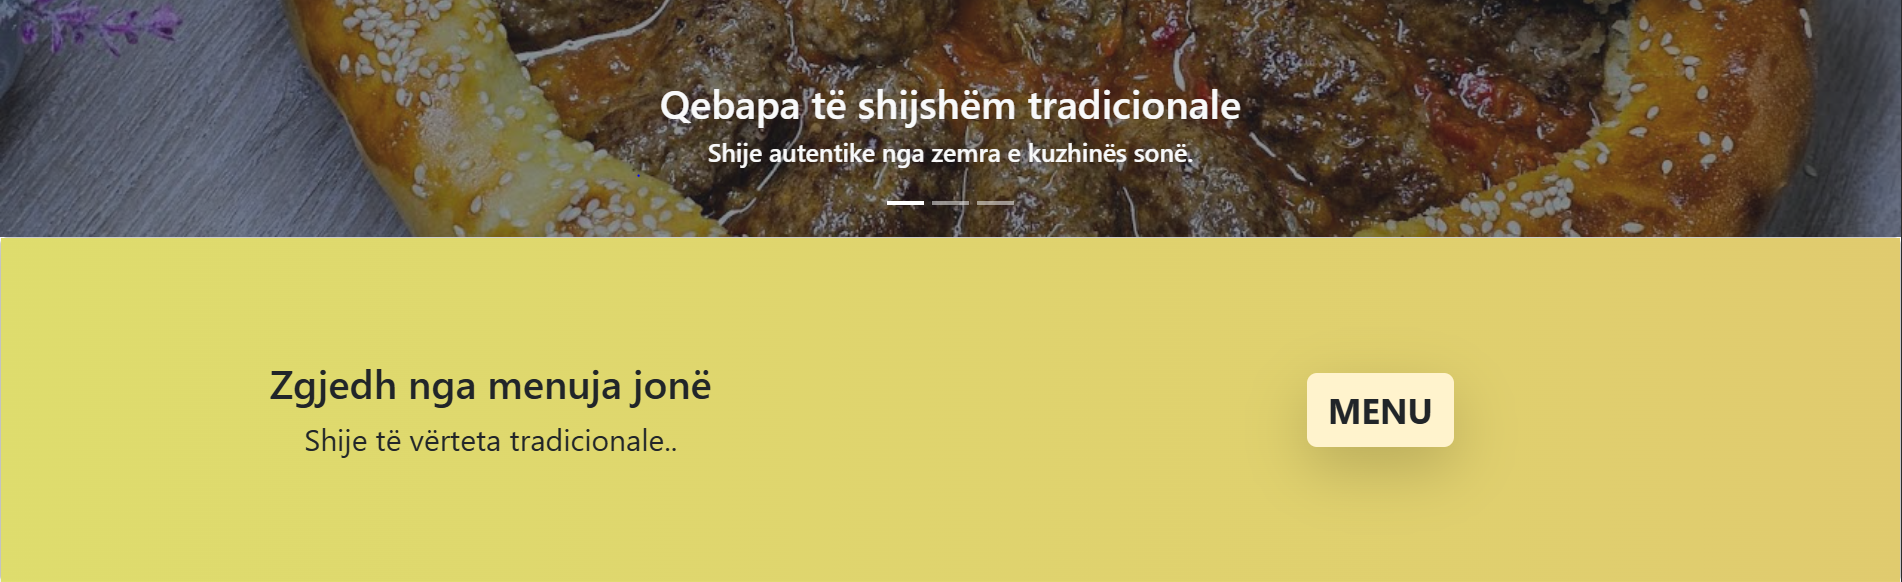 Qebapa të shijshëm tradicionale
Shije autentike nga zemra e kuzhinës sonë.
Zgjedh nga menuja jonë
Shije të vërteta tradicionale..
MENU